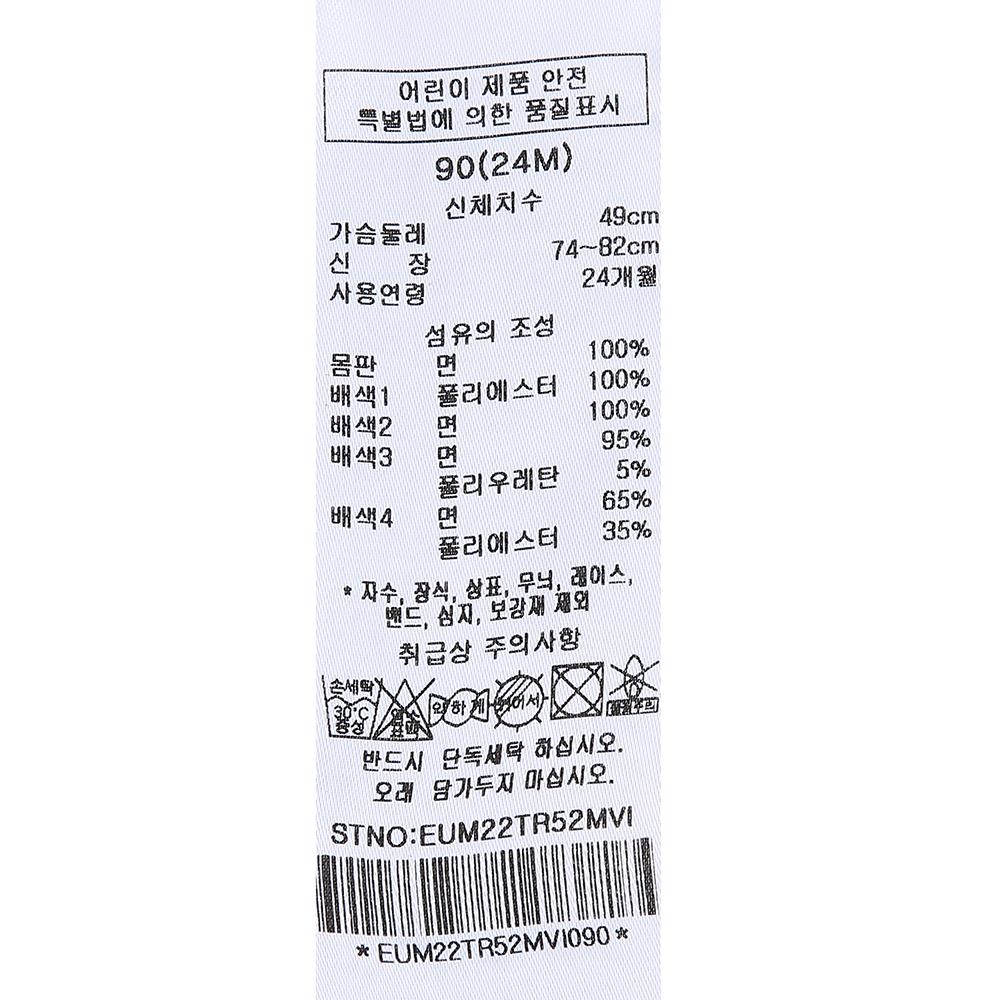 어린이 제품 안전
특별법에 의한 품질표시
90(24M)
신체치수
가슴둘레 49cm
신 장 74~82cm
사용연령 24개월
섬유의 조성
몸판 면 100%
배색1 폴리에스터 100%
배색2 면 100%
배색3 면 95%
폴리우레탄 5%
배색4 면 65%
폴리에스터 35%
* 자수, 장식, 상표, 무늬, 레이스,
밴드, 심지, 보강재 제외
취급상 주의사항
손세탁
30°C
중성
염소
표백
약하게
뉘어서
반드시 단독세탁 하십시오.
오래 담가두지 마십시오.
STNO:EUM22TR52MVI
*EUM22TR52MVI090*